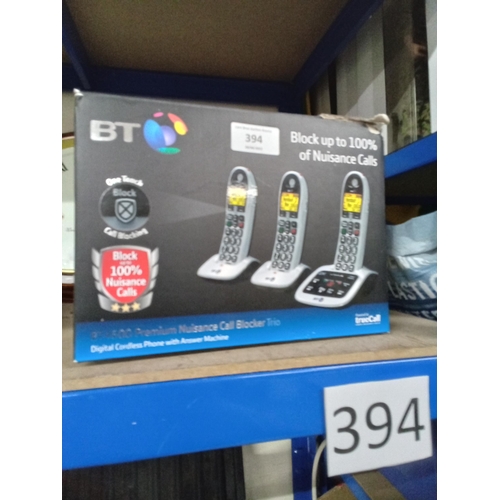 BT
394
Block up to 100%
of Nuisance Calls
One Touch
Block
Call Blocking
Block
up to
100%
Nuisance
Calls
Premium Nuisance Call Blocker Trio
Digital Cordless Phone with Answer Machine
trueCall
394